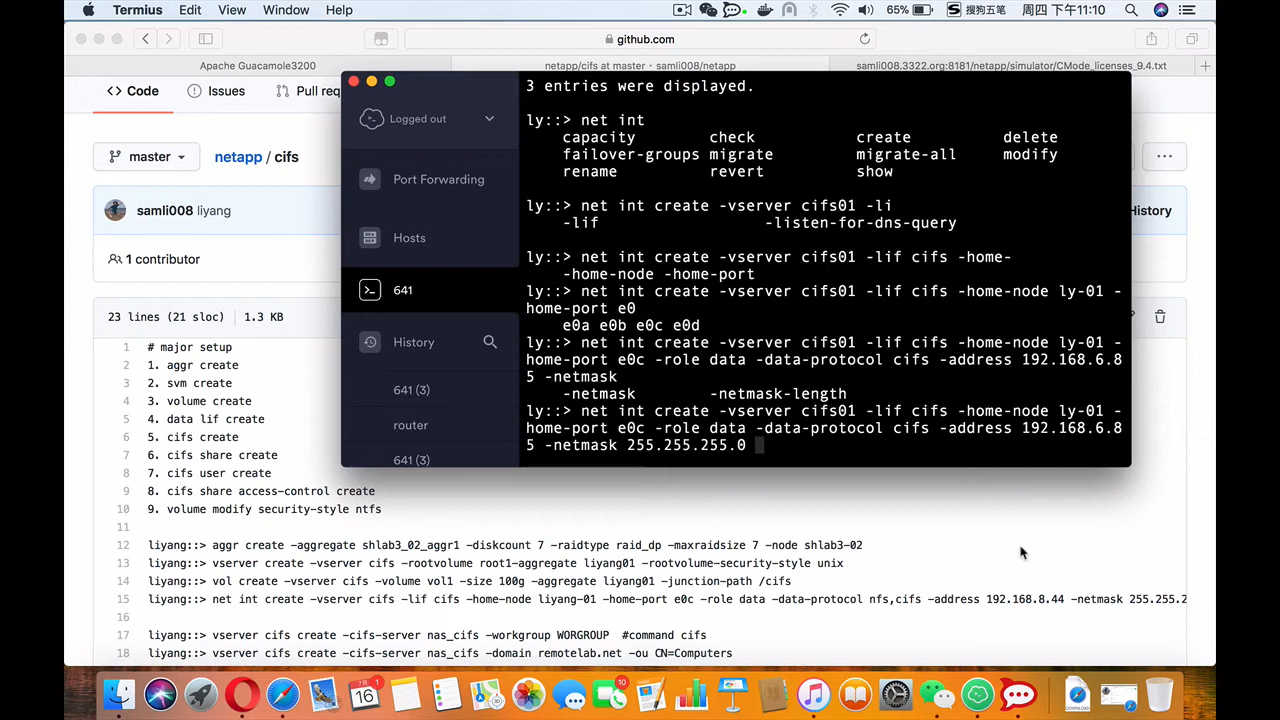 Termius Edit View Window Help
65%
搜狗五笔
周四 下午11:10
github.com
Apache Guacamole3200
netapp/cifs at master · samli008/netapp
samli008.3322.org:8181/netapp/simulator/CMode_licenses_9.4.txt
Code
Issues
Pull req
master
netapp / cifs
samli008 liyang
History
1 contributor
23 lines (21 sloc) 1.3 KB
Logged out
Port Forwarding
Hosts
641
History
641 (3)
router
641 (3)
3 entries were displayed.
ly::> net int
capacity check create delete
failover-groups migrate migrate-all modify
rename revert show
ly::> net int create -vserver cifs01 -li
-lif -listen-for-dns-query
ly::> net int create -vserver cifs01 -lif cifs -home-
-home-node -home-port
ly::> net int create -vserver cifs01 -lif cifs -home-node ly-01 -
home-port e0
e0a e0b e0c e0d
ly::> net int create -vserver cifs01 -lif cifs -home-node ly-01 -
home-port e0c -role data -data-protocol cifs -address 192.168.6.8
5 -netmask
-netmask -netmask-length
ly::> net int create -vserver cifs01 -lif cifs -home-node ly-01 -
home-port e0c -role data -data-protocol cifs -address 192.168.6.8
5 -netmask 255.255.255.0
1 # major setup
2 1. aggr create
3 2. svm create
4 3. volume create
5 4. data lif create
6 5. cifs create
7 6. cifs share create
8 7. cifs user create
9 8. cifs share access-control create
10 9. volume modify security-style ntfs
11
12 liyang::> aggr create -aggregate shlab3_02_aggr1 -diskcount 7 -raidtype raid_dp -maxraidsize 7 -node shlab3-02
13 liyang::> vserver create -vserver cifs -rootvolume root1-aggregate liyang01 -rootvolume-security-style unix
14 liyang::> vol create -vserver cifs -volume vol1 -size 100g -aggregate liyang01 -junction-path /cifs
15 liyang::> net int create -vserver cifs -lif cifs -home-node liyang-01 -home-port e0c -role data -data-protocol nfs,cifs -address 192.168.8.44 -netmask 255.255.2
16
17 liyang::> vserver cifs create -cifs-server nas_cifs -workgroup WORGROUP #command cifs
18 liyang::> vserver cifs create -cifs-server nas_cifs -domain remotelab.net -ou CN=Computers
7月
16
1
10